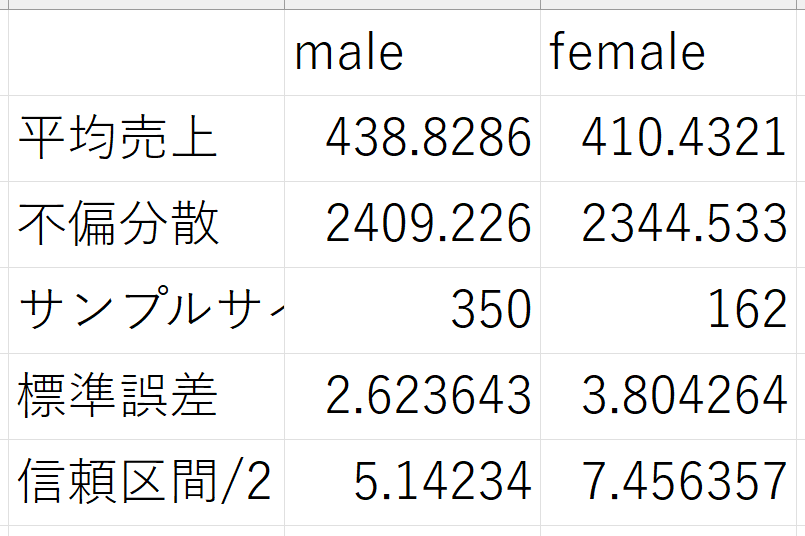 male female
平均売上 438.8286 410.4321
不偏分散 2409.226 2344.533
サンプルサイ 350 162
標準誤差 2.623643 3.804264
信頼区間/2 5.14234 7.456357